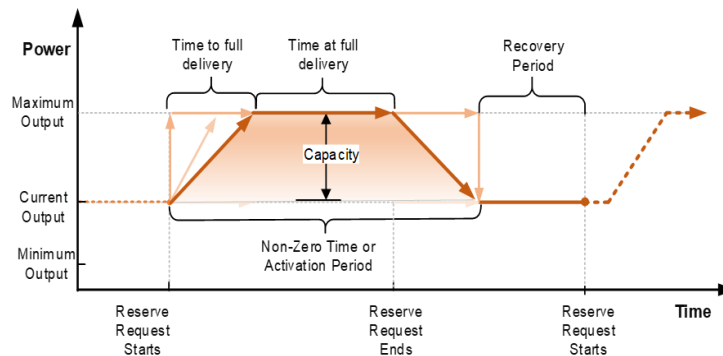 Power
Time to full
delivery
Time at full
delivery
Recovery
Period
Maximum
Output
Capacity
Current
Output
Non-Zero Time or
Activation Period
Minimum
Output
Reserve
Request
Starts
Reserve
Request
Ends
Reserve
Request
Starts
Time